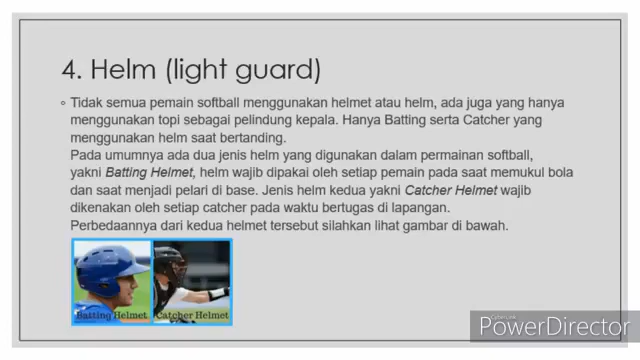 4. Helm (light guard)
Tidak semua pemain softball menggunakan helmet atau helm, ada juga yang hanya
menggunakan topi sebagai pelindung kepala. Hanya Batting serta Catcher yang
menggunakan helm saat bertanding.
Pada umumnya ada dua jenis helm yang digunakan dalam permainan softball,
yakni Batting Helmet, helm wajib dipakai oleh setiap pemain pada saat memukul bola
dan saat menjadi pelari di base. Jenis helm kedua yakni Catcher Helmet wajib
dikenakan oleh setiap catcher pada waktu bertugas di lapangan.
Perbedaannya dari kedua helmet tersebut silahkan lihat gambar di bawah.
Batting Helmet
Catcher Helmet
CyberLink
PowerDirector